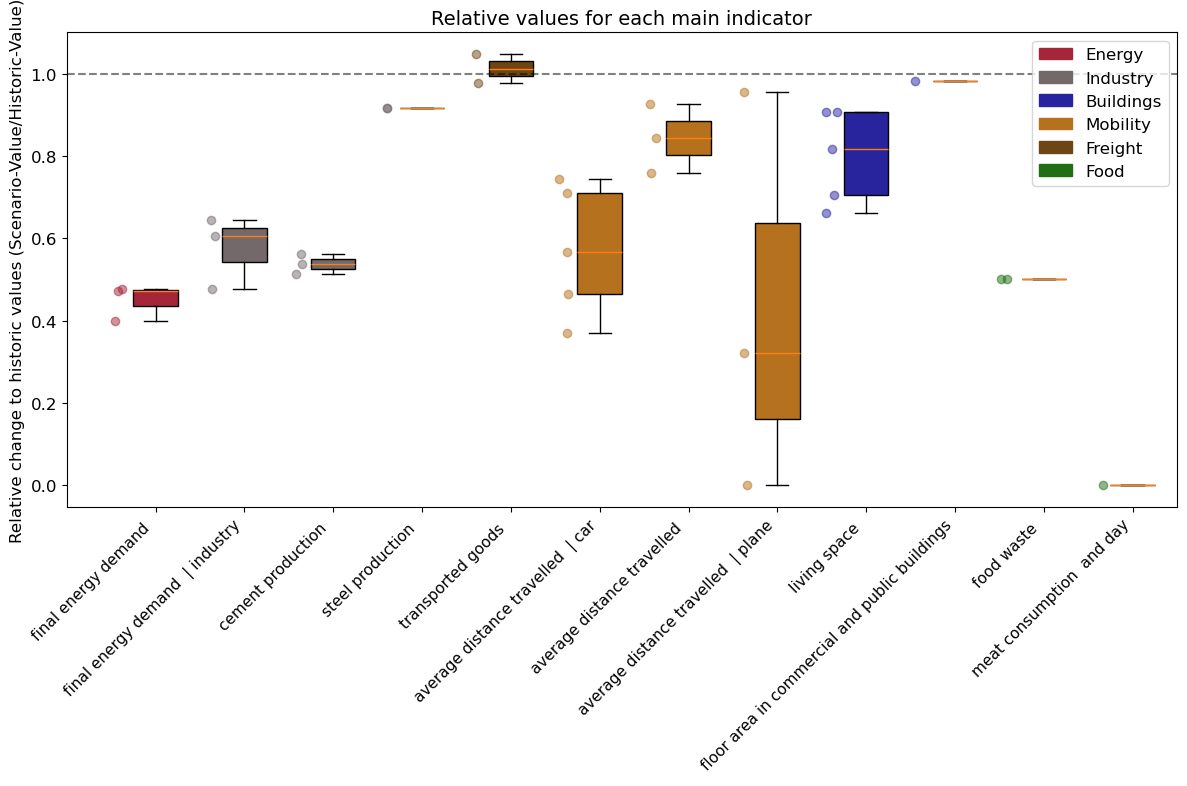 Relative values for each main indicator
Relative change to historic values (Scenario-Value/Historic-Value)
1.0
0.8
0.6
0.4
0.2
0.0
Energy
Industry
Buildings
Mobility
Freight
Food
final energy demand
final energy demand | industry
cement production
steel production
transported goods
average distance travelled | car
average distance travelled
average distance travelled | plane
living space
floor area in commercial and public buildings
food waste
meat consumption and day